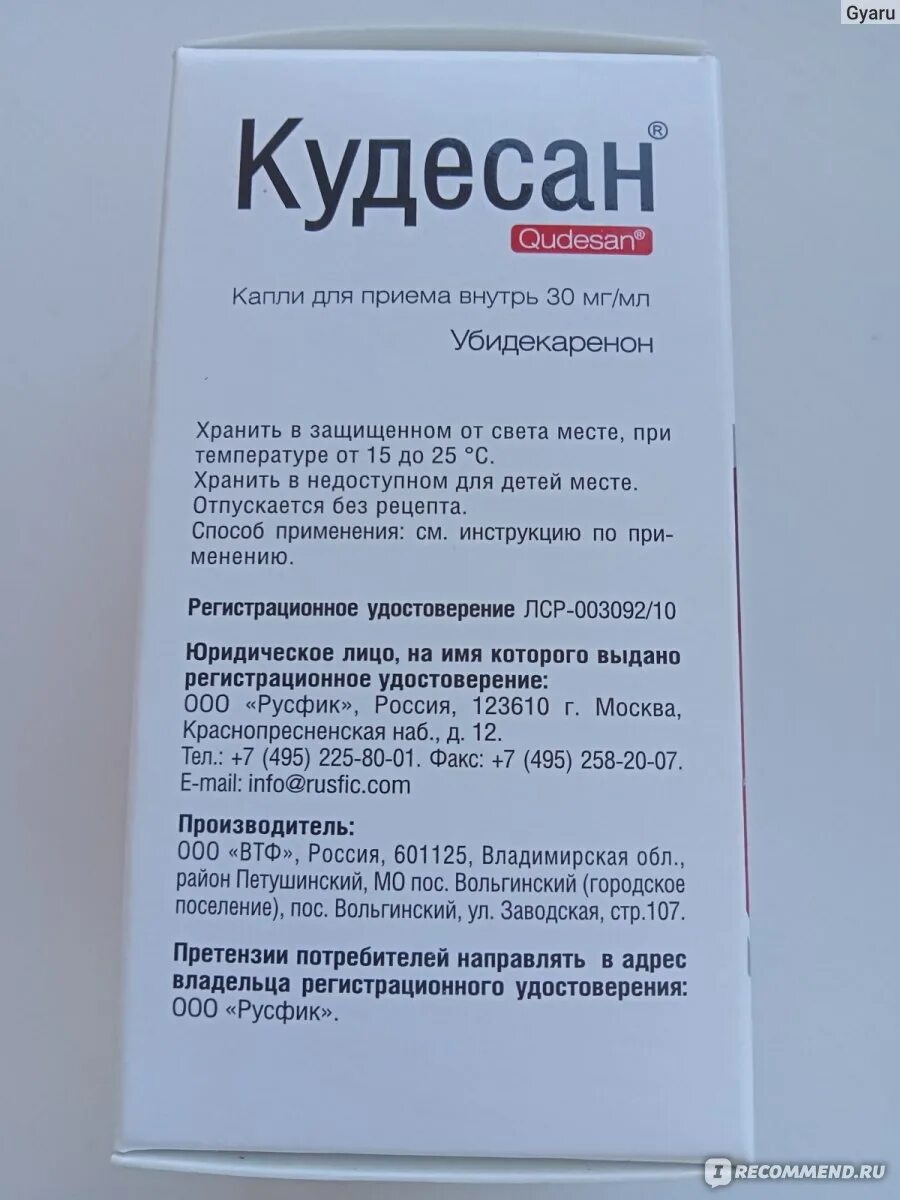 Gyaru
Кудесан®
Qudesan®
Капли для приема внутрь 30 мг/мл
Убидекаренон
Хранить в защищенном от света месте, при
температуре от 15 до 25 °С.
Хранить в недоступном для детей месте.
Отпускается без рецепта.
Способ применения: см. инструкцию по при-
менению.
Регистрационное удостоверение ЛСР-003092/10
Юридическое лицо, на имя которого выдано
регистрационное удостоверение:
ООО «Русфик», Россия, 123610 г. Москва,
Краснопресненская наб., д. 12.
Тел.: +7 (495) 225-80-01. Факс: +7 (495) 258-20-07.
E-mail: info@rusfic.com
Производитель:
ООО «ВТФ», Россия, 601125, Владимирская обл.,
район Петушинский, МО пос. Вольгинский (городское
поселение), пос. Вольгинский, ул. Заводская, стр.107.
Претензии потребителей направлять в адрес
владельца регистрационного удостоверения:
ООО «Русфик».
IRECOMMEND.RU